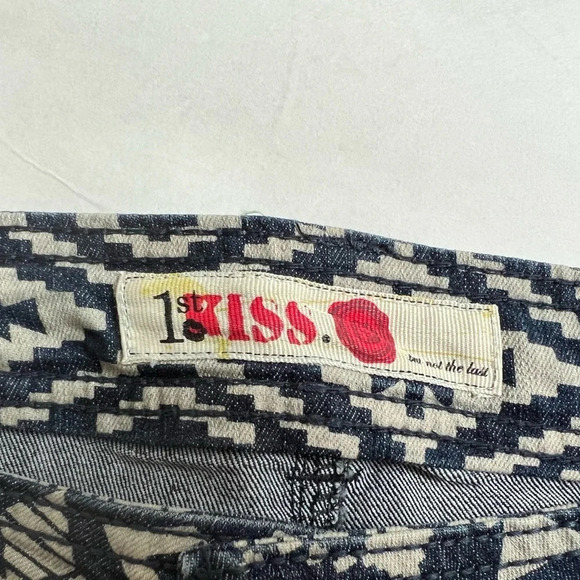 1st KISS.
but not the last